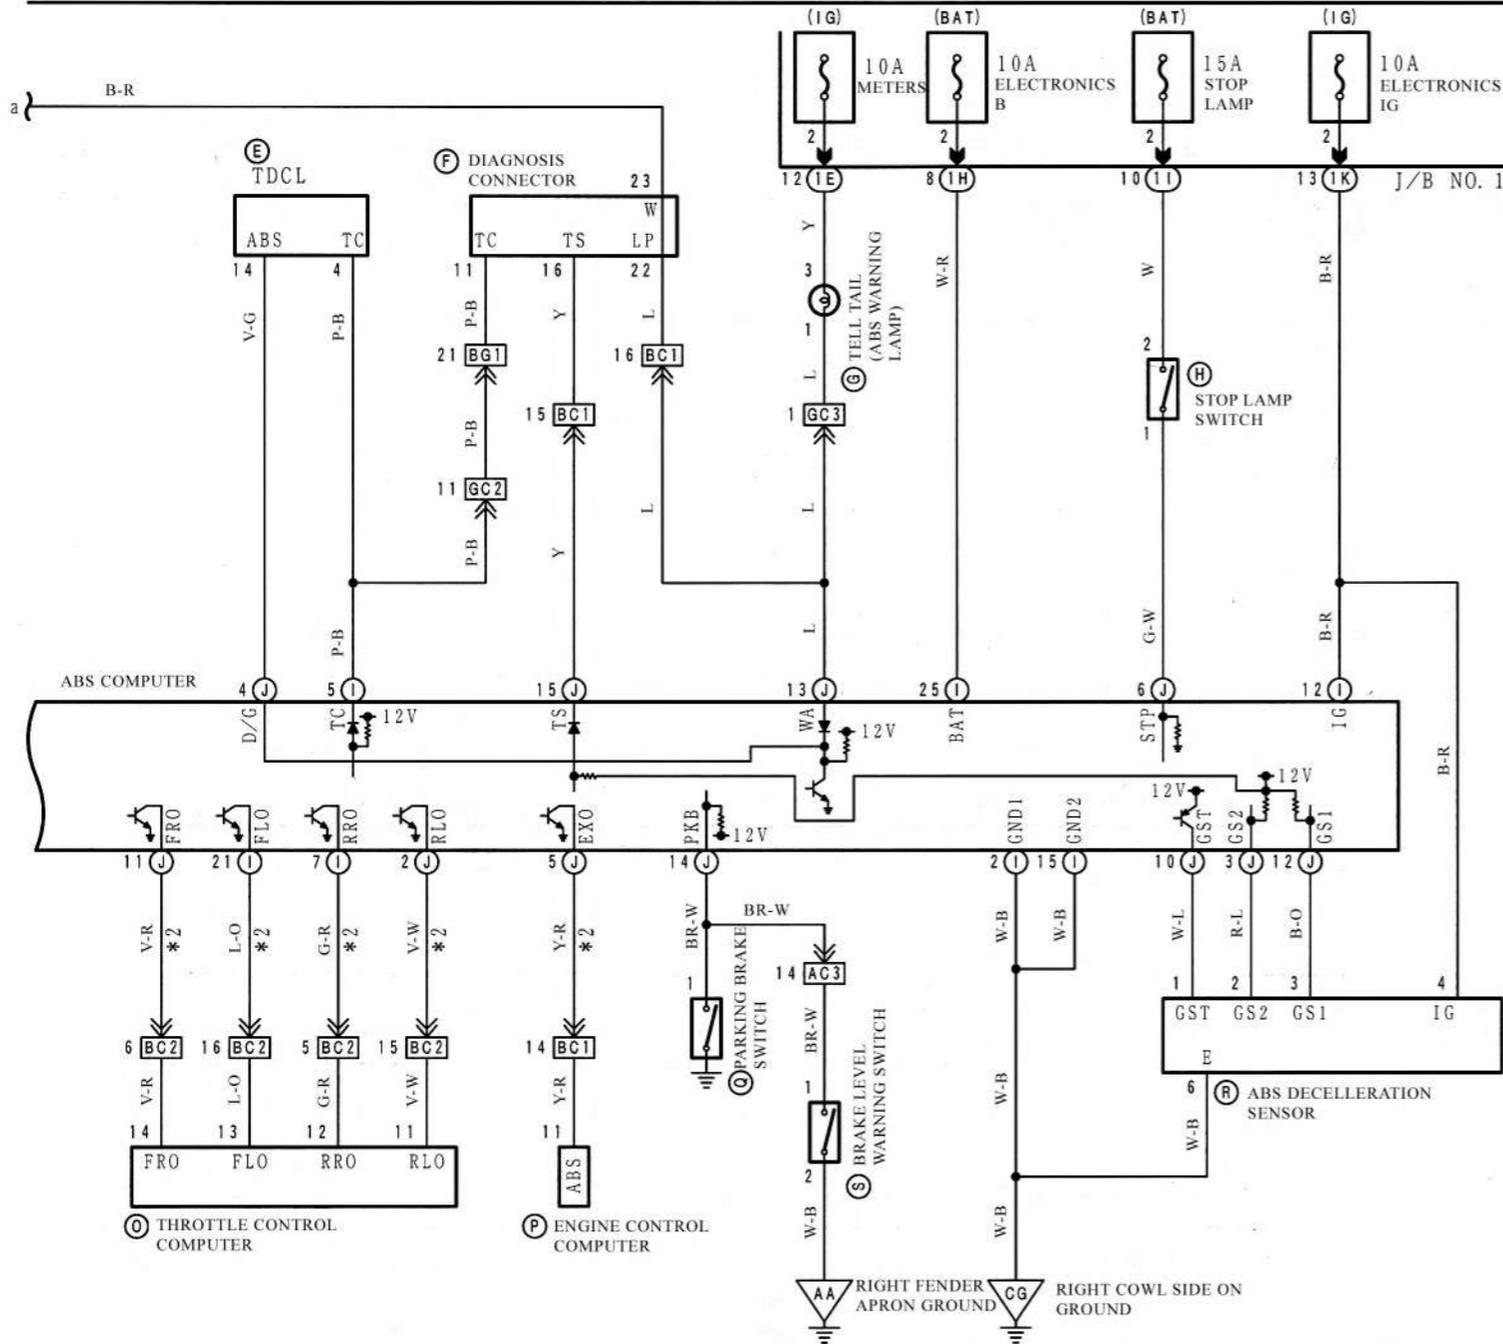 (IG) (BAT) (BAT) (IG)
10A METERS
10A ELECTRONICS B
15A STOP LAMP
10A ELECTRONICS IG
2 2 2 2
12 1E 8 1H 10 1I 13 1K J/B NO. 1
a B-R
E TDCL
F DIAGNOSIS CONNECTOR
23
W
ABS TC TC TS LP
14 4 11 16 22
V-G P-B P-B Y L Y W-R W B-R
3
1
G TELL TAIL (ABS WARNING LAMP)
21 BG1 16 BC1
2
H STOP LAMP SWITCH
1
P-B L
15 BC1 1 GC3
11 GC2
P-B Y L L
P-B L G-W B-R
ABS COMPUTER
4 J 5 I 15 J 13 J 25 I 6 J 12 I
D/G TC 12V TS WA 12V BAT STP IG
B-R
12V 12V
FRO FLO RRO RLO EXO PKB 12V GND1 GND2 GST GS2 GS1
11 J 21 I 7 I 2 J 5 J 14 J 2 I 15 I 10 J 3 J 12 J
V-R *2 L-O *2 G-R *2 V-W *2 Y-R *2 BR-W BR-W W-B W-B W-L R-L B-O
14 AC3
1
Q PARKING BRAKE SWITCH
BR-W
1 2 3 4
GST GS2 GS1 IG
E
6
R ABS DECELLERATION SENSOR
6 BC2 16 BC2 5 BC2 15 BC2 14 BC1
V-R L-O G-R V-W Y-R W-B W-B
1
S BRAKE LEVEL WARNING SWITCH
2
14 13 12 11 11
FRO FLO RRO RLO ABS
O THROTTLE CONTROL COMPUTER
P ENGINE CONTROL COMPUTER
W-B W-B
AA RIGHT FENDER APRON GROUND
CG RIGHT COWL SIDE ON GROUND